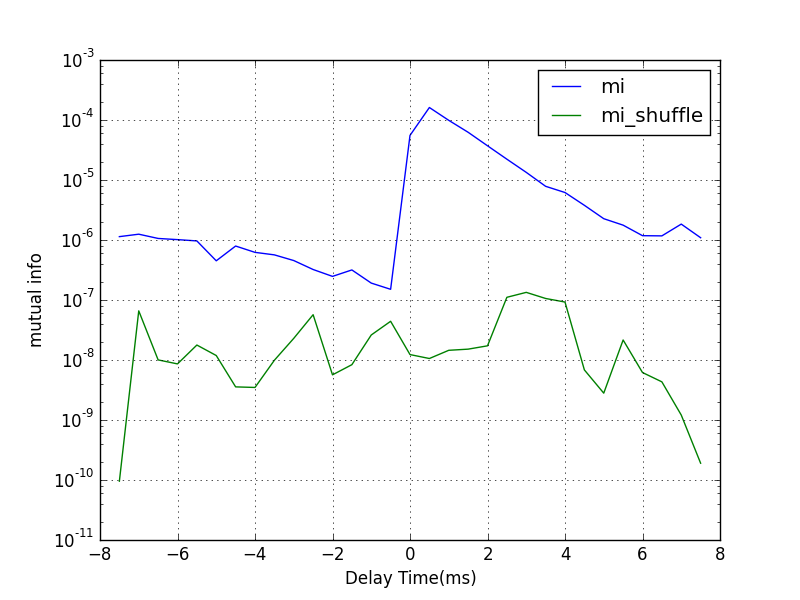 mi
mi_shuffle
10^-3
10^-4
10^-5
10^-6
10^-7
10^-8
10^-9
10^-10
10^-11
mutual info
−8 −6 −4 −2 0 2 4 6 8
Delay Time(ms)